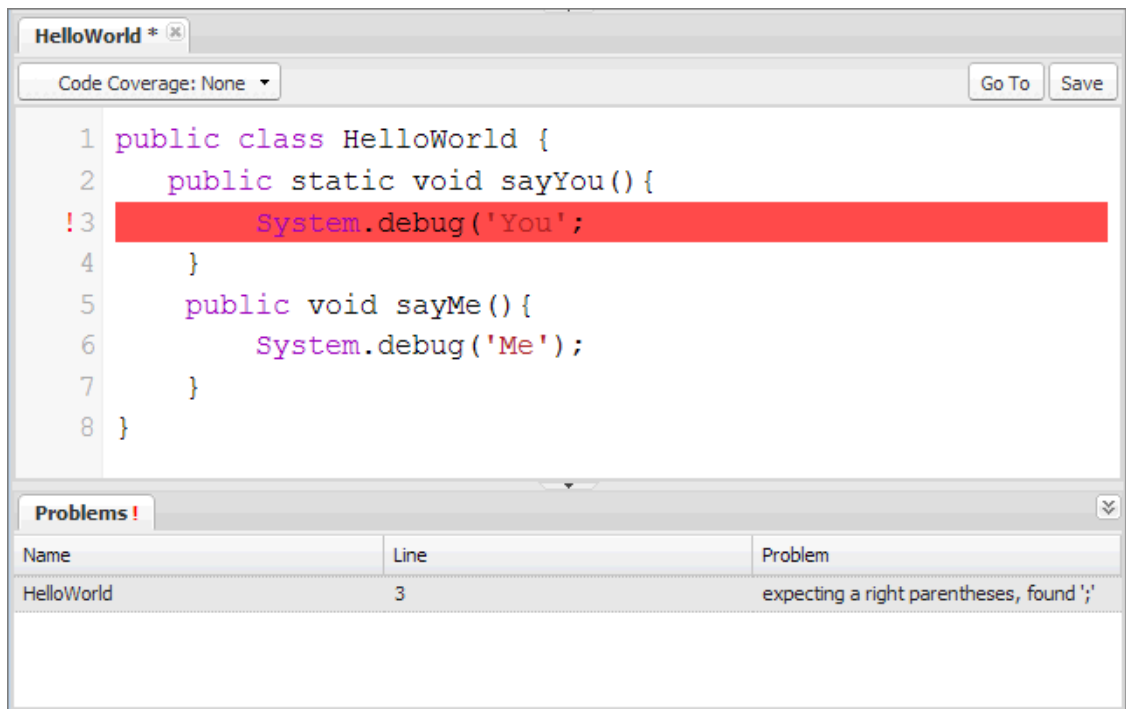 HelloWorld *
Code Coverage: None Go To Save
1 public class HelloWorld {
2 public static void sayYou(){
!3 System.debug('You';
4 }
5 public void sayMe(){
6 System.debug('Me');
7 }
8 }
Problems!
Name Line Problem
HelloWorld 3 expecting a right parentheses, found ';'